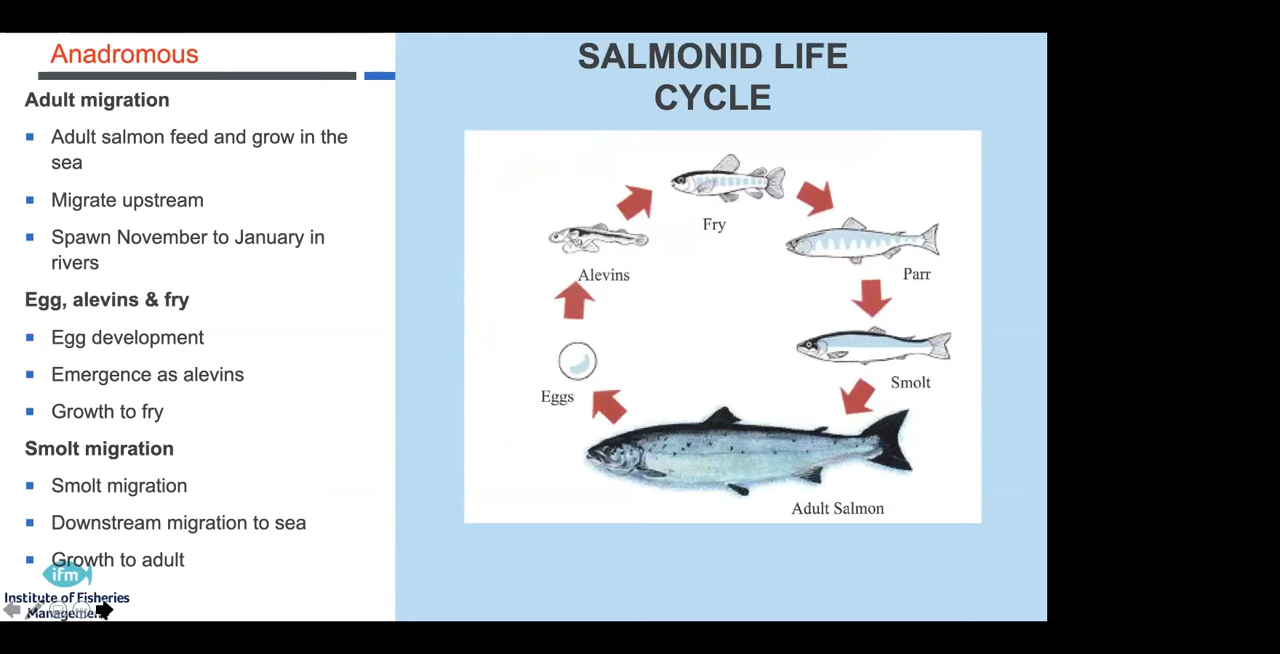 Anadromous
Adult migration
Adult salmon feed and grow in the
sea
Migrate upstream
Spawn November to January in
rivers
Egg, alevins & fry
Egg development
Emergence as alevins
Growth to fry
Smolt migration
Smolt migration
Downstream migration to sea
Growth to adult
ifm
Institute of Fisheries
Management
SALMONID LIFE
CYCLE
Fry
Alevins
Parr
Eggs
Smolt
Adult Salmon